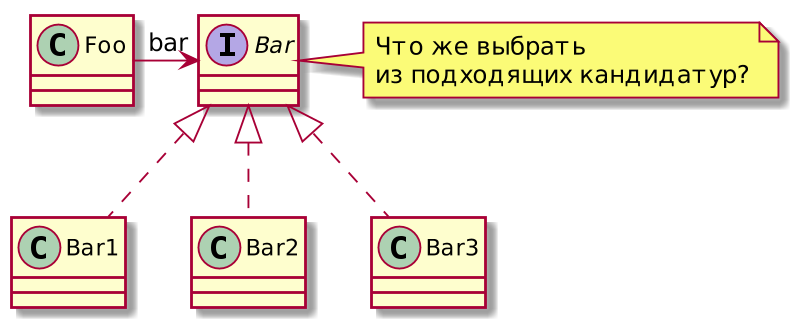 C Foo
bar
I Bar
Что же выбрать
из подходящих кандидатур?
C Bar1
C Bar2
C Bar3